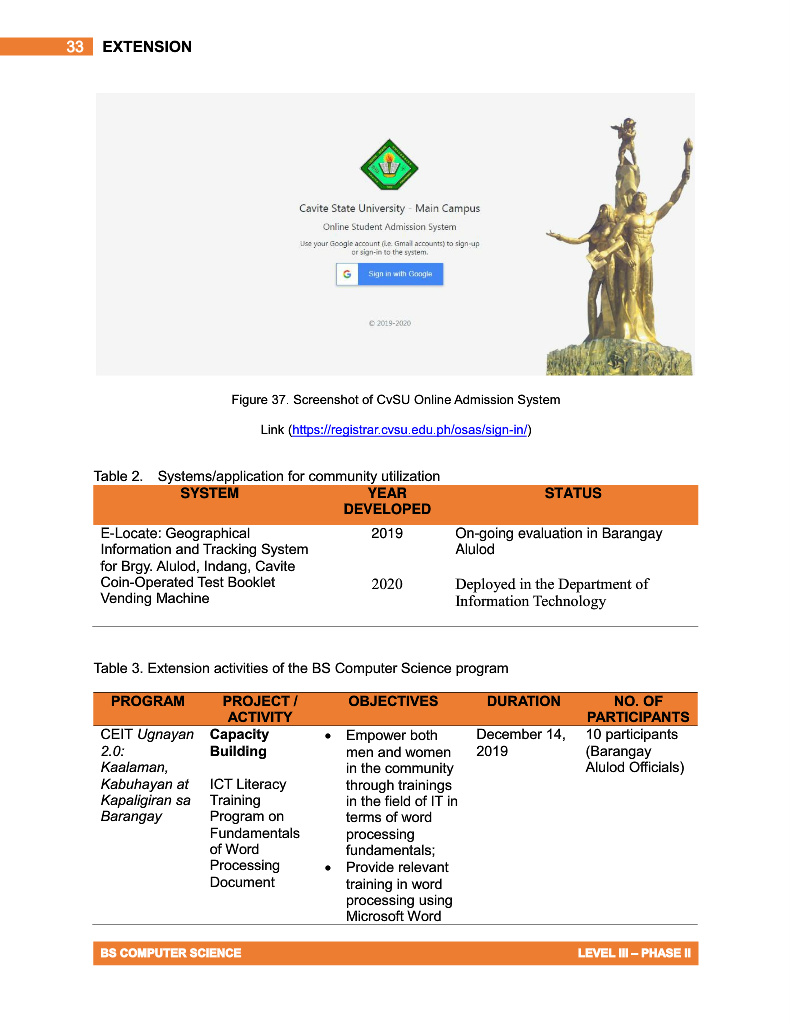 33 EXTENSION
Cavite State University - Main Campus
Online Student Admission System
Use your Google account (i.e. Gmail accounts) to sign-up
or sign-in to the system.
G Sign in with Google
© 2019-2020
Figure 37. Screenshot of CvSU Online Admission System
Link (https://registrar.cvsu.edu.ph/osas/sign-in/)
Table 2. Systems/application for community utilization
SYSTEM
YEAR
DEVELOPED
STATUS
E-Locate: Geographical
Information and Tracking System
for Brgy. Alulod, Indang, Cavite
2019
On-going evaluation in Barangay
Alulod
Coin-Operated Test Booklet
Vending Machine
2020
Deployed in the Department of
Information Technology
Table 3. Extension activities of the BS Computer Science program
PROGRAM
PROJECT /
ACTIVITY
OBJECTIVES
DURATION
NO. OF
PARTICIPANTS
CEIT Ugnayan
2.0:
Kaalaman,
Kabuhayan at
Kapaligiran sa
Barangay
Capacity
Building
ICT Literacy
Training
Program on
Fundamentals
of Word
Processing
Document
• Empower both
men and women
in the community
through trainings
in the field of IT in
terms of word
processing
fundamentals;
• Provide relevant
training in word
processing using
Microsoft Word
December 14,
2019
10 participants
(Barangay
Alulod Officials)
BS COMPUTER SCIENCE
LEVEL III – PHASE II